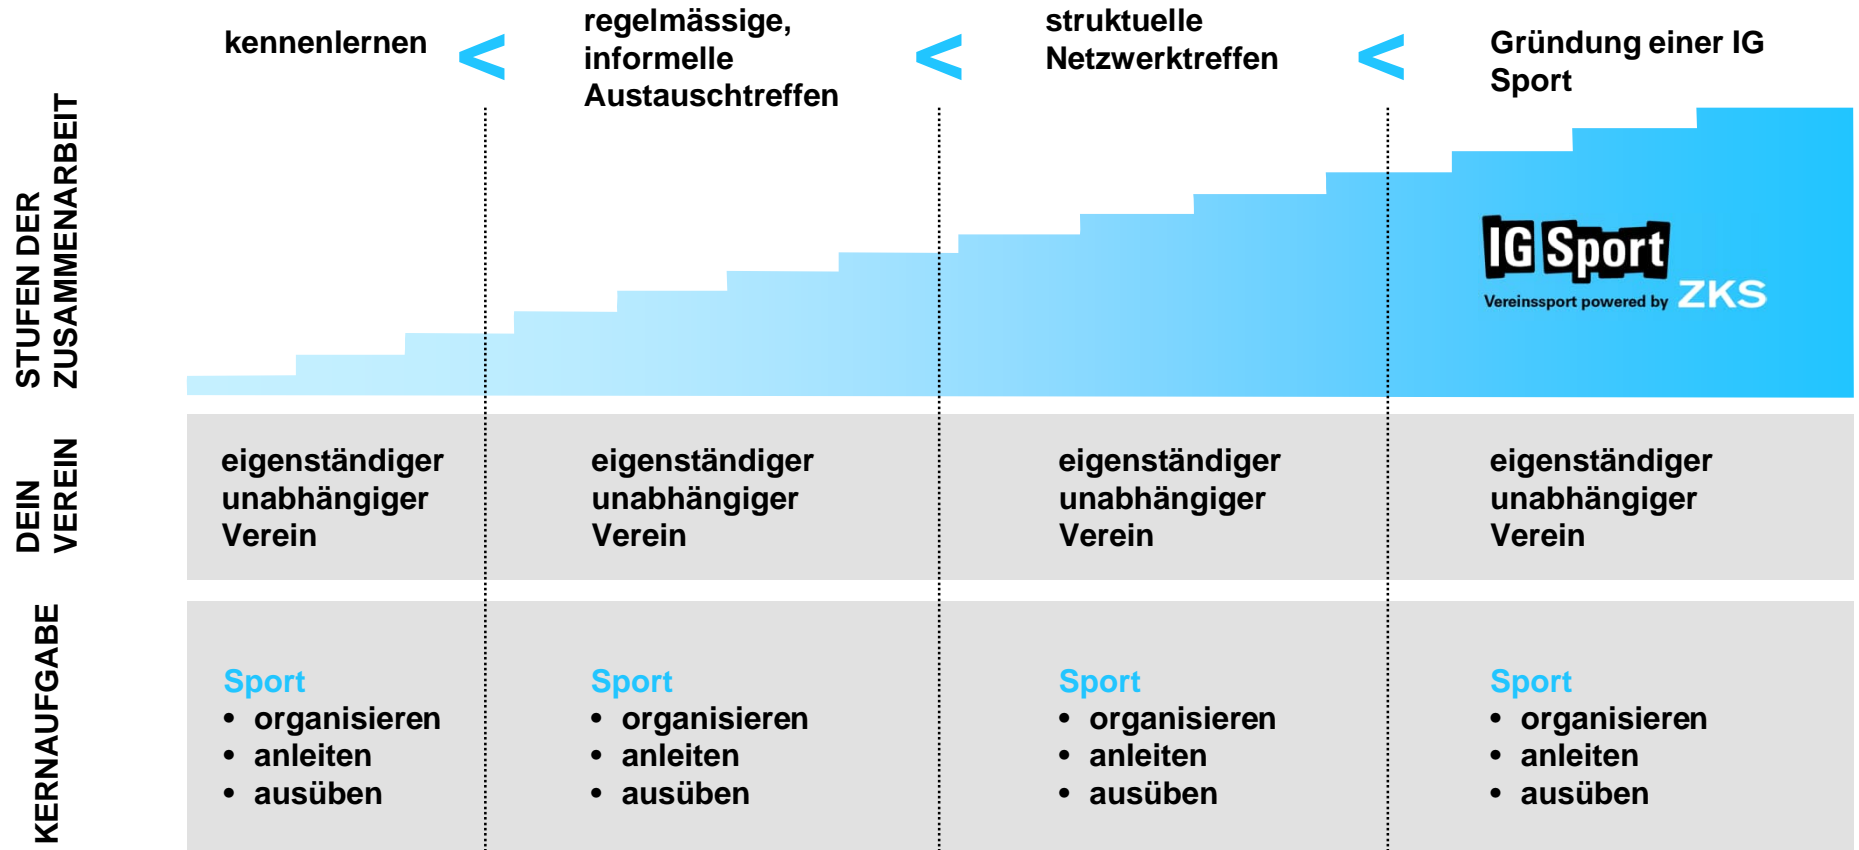 kennenlernen
<
regelmässige,
informelle
Austauschtreffen
<
struktuelle
Netzwerktreffen
<
Gründung einer IG
Sport
STUFEN DER
ZUSAMMENARBEIT
IG Sport
Vereinssport powered by ZKS
DEIN
VEREIN
eigenständiger
unabhängiger
Verein
eigenständiger
unabhängiger
Verein
eigenständiger
unabhängiger
Verein
eigenständiger
unabhängiger
Verein
KERNAUFGABE
Sport
• organisieren
• anleiten
• ausüben
Sport
• organisieren
• anleiten
• ausüben
Sport
• organisieren
• anleiten
• ausüben
Sport
• organisieren
• anleiten
• ausüben